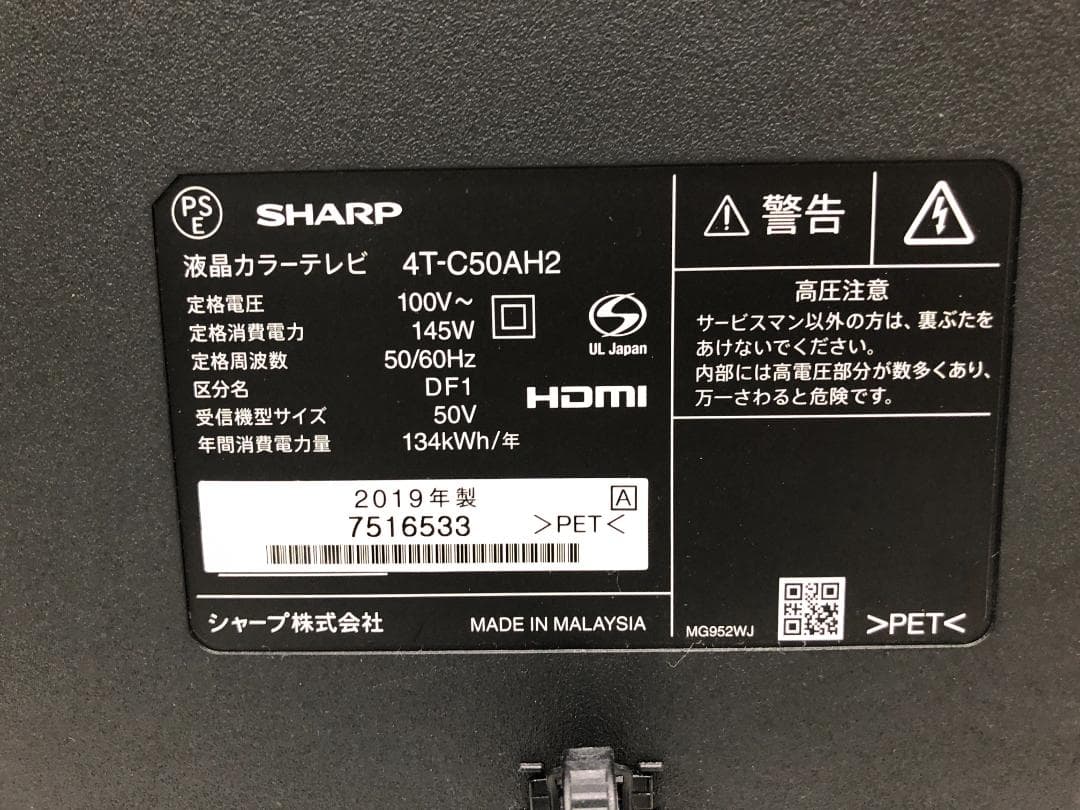 PSE SHARP
液晶カラーテレビ 4T-C50AH2
定格電圧 100V~
定格消費電力 145W
定格周波数 50/60Hz
区分名 DF1
受信機型サイズ 50V
年間消費電力量 134kWh/年
UL Japan
HDMI
2019年製 A
7516533 >PET<
シャープ株式会社 MADE IN MALAYSIA
警告
高圧注意
サービスマン以外の方は、裏ぶたを
あけないでください。
内部には高電圧部分が数多くあり、
万一さわると危険です。
MG952WJ >PET<